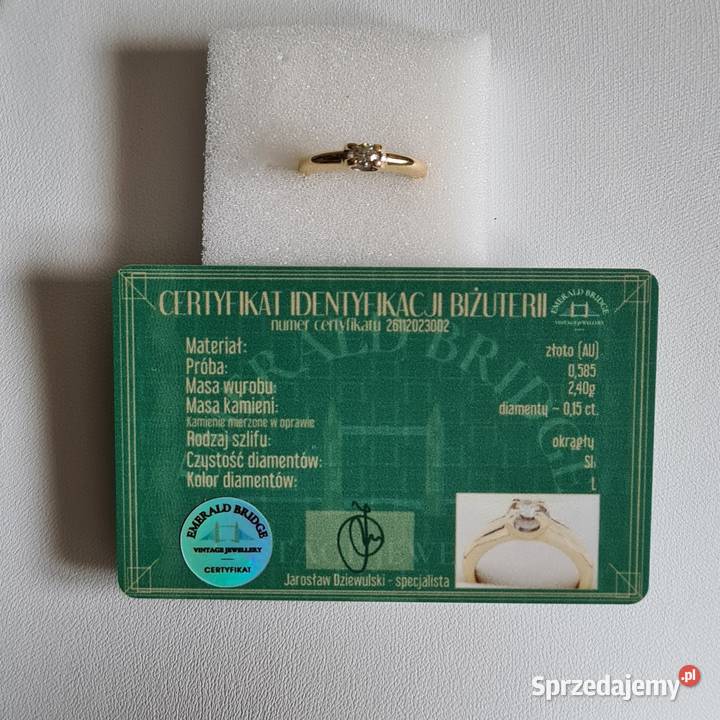 CERTYFIKAT IDENTYFIKACJI BIŻUTERII
numer certyfikatu 26112023002
EMERALD BRIDGE
VINTAGE JEWELLERY
Materiał: złoto (AU)
Próba: 0,585
Masa wyrobu: 2,40g
Masa kamieni: diamenty ~ 0,15 ct.
Kamienie mierzone w oprawie
Rodzaj szlifu: okrągły
Czystość diamentów: SI₁
Kolor diamentów: L
EMERALD BRIDGE
VINTAGE JEWELLERY
CERTYFIKAT
Jarosław Dziewulski - specjalista
Sprzedajemy.pl